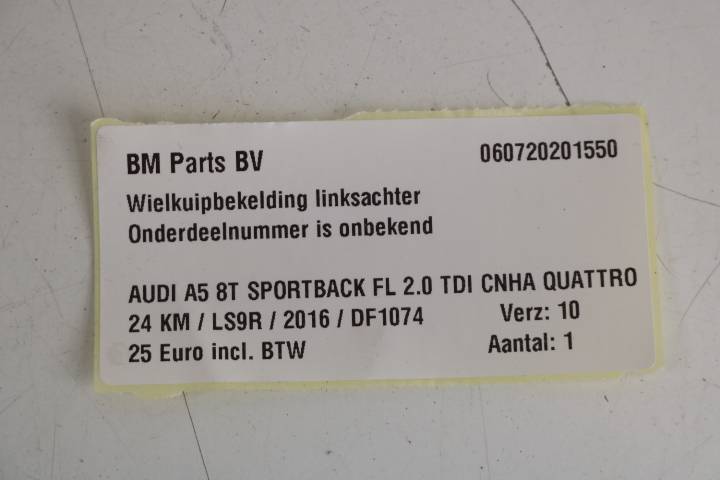 BM Parts BV 060720201550
Wielkuipbekelding linksachter
Onderdeelnummer is onbekend
AUDI A5 8T SPORTBACK FL 2.0 TDI CNHA QUATTRO
24 KM / LS9R / 2016 / DF1074 Verz: 10
25 Euro incl. BTW Aantal: 1